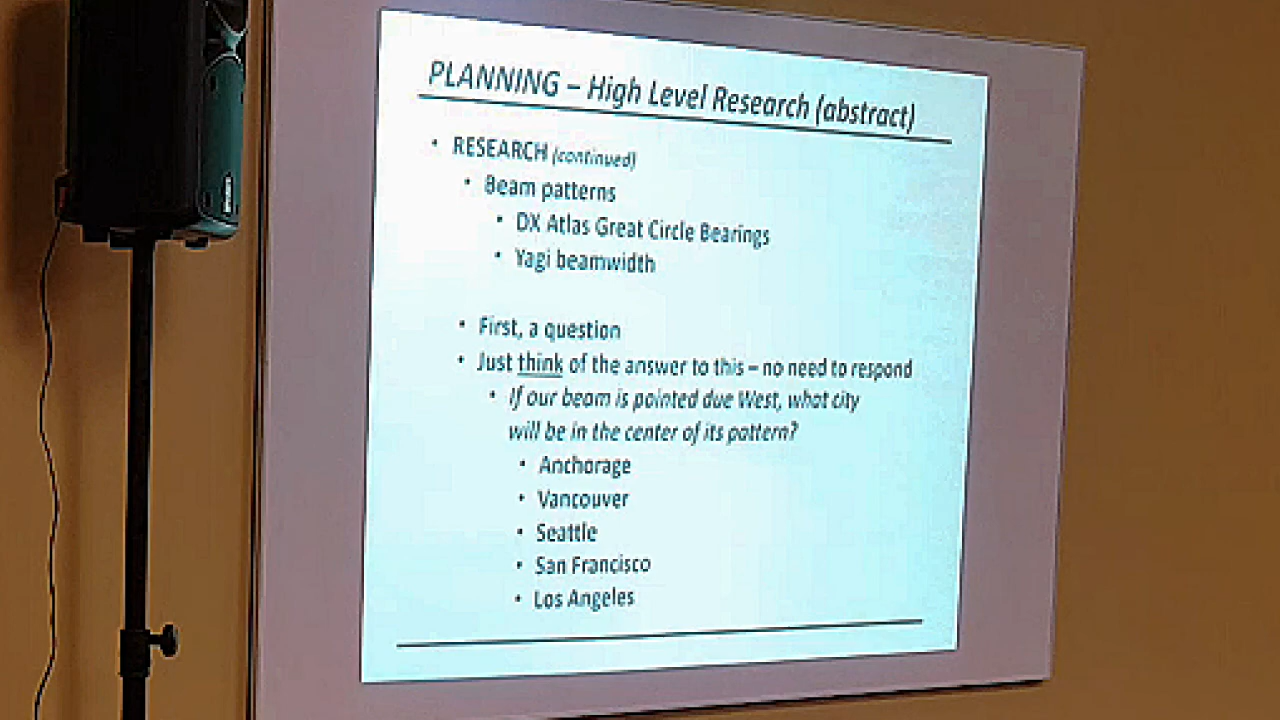 PLANNING – High Level Research (abstract)
• RESEARCH (continued)
• Beam patterns
• DX Atlas Great Circle Bearings
• Yagi beamwidth
• First, a question
• Just think of the answer to this – no need to respond
• If our beam is pointed due West, what city
will be in the center of its pattern?
• Anchorage
• Vancouver
• Seattle
• San Francisco
• Los Angeles